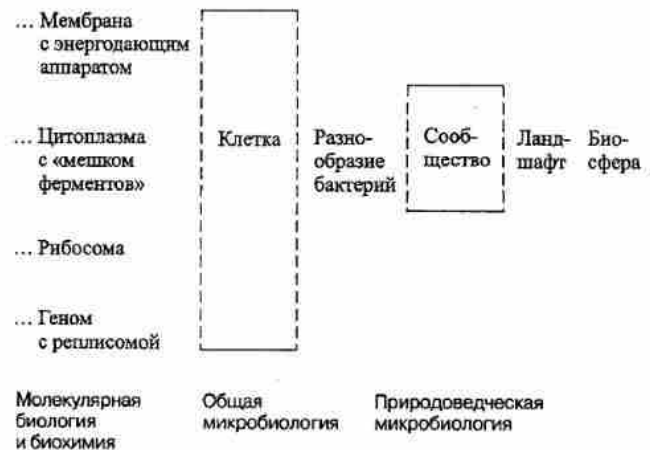 ... Мембрана
с энергодающим
аппаратом
... Цитоплазма
с «мешком
ферментов»
... Рибосома
... Геном
с реплисомой
Клетка
Разно-
образие
бактерий
Сооб-
щество
Ланд-
шафт
Био-
сфера
Молекулярная
биология
и биохимия
Общая
микробиология
Природоведческая
микробиология